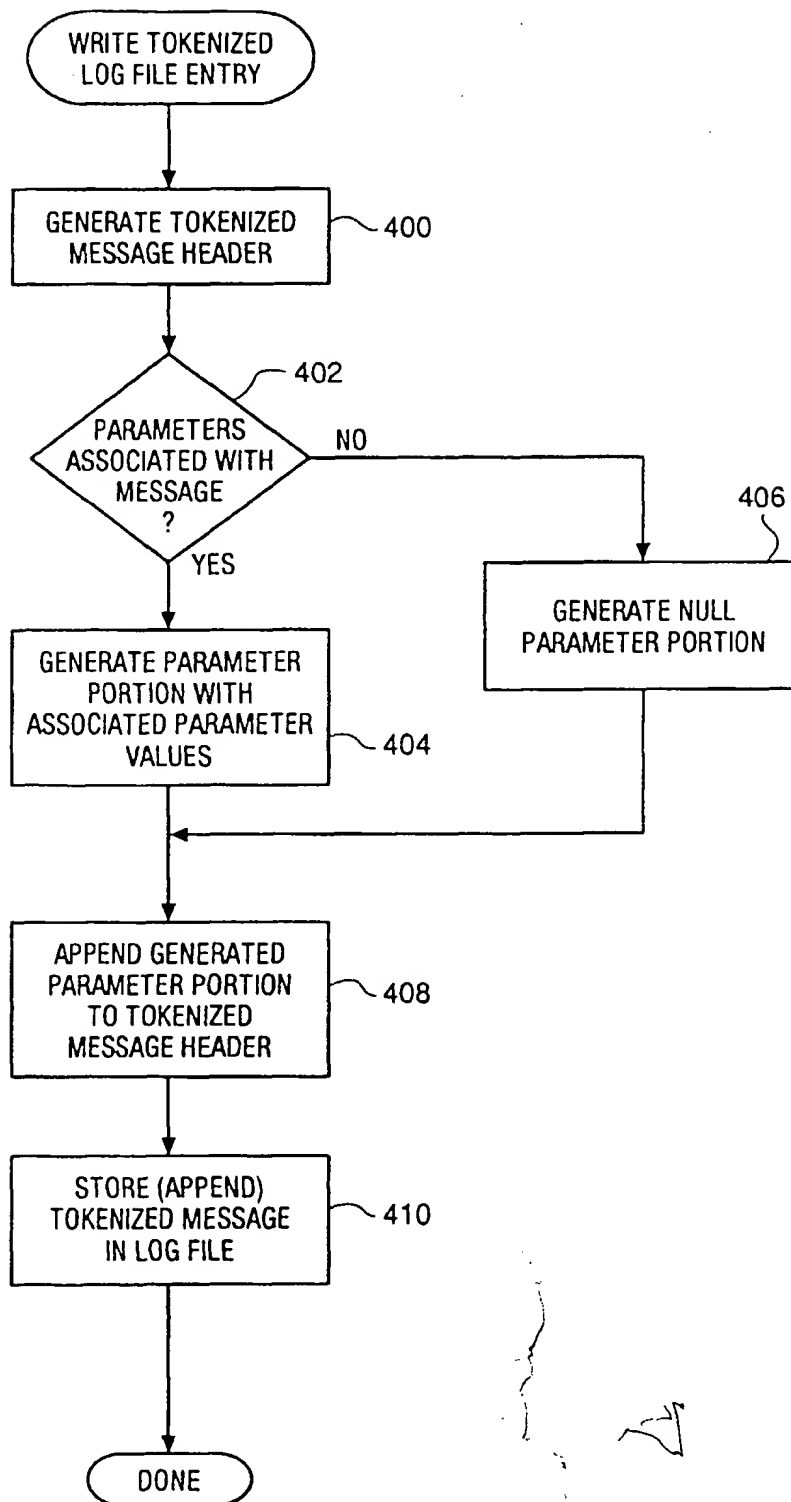 WRITE TOKENIZED
LOG FILE ENTRY
GENERATE TOKENIZED
MESSAGE HEADER
400
402
PARAMETERS
ASSOCIATED WITH
MESSAGE
?
NO
YES
406
GENERATE NULL
PARAMETER PORTION
GENERATE PARAMETER
PORTION WITH
ASSOCIATED PARAMETER
VALUES
404
APPEND GENERATED
PARAMETER PORTION
TO TOKENIZED
MESSAGE HEADER
408
STORE (APPEND)
TOKENIZED MESSAGE
IN LOG FILE
410
DONE